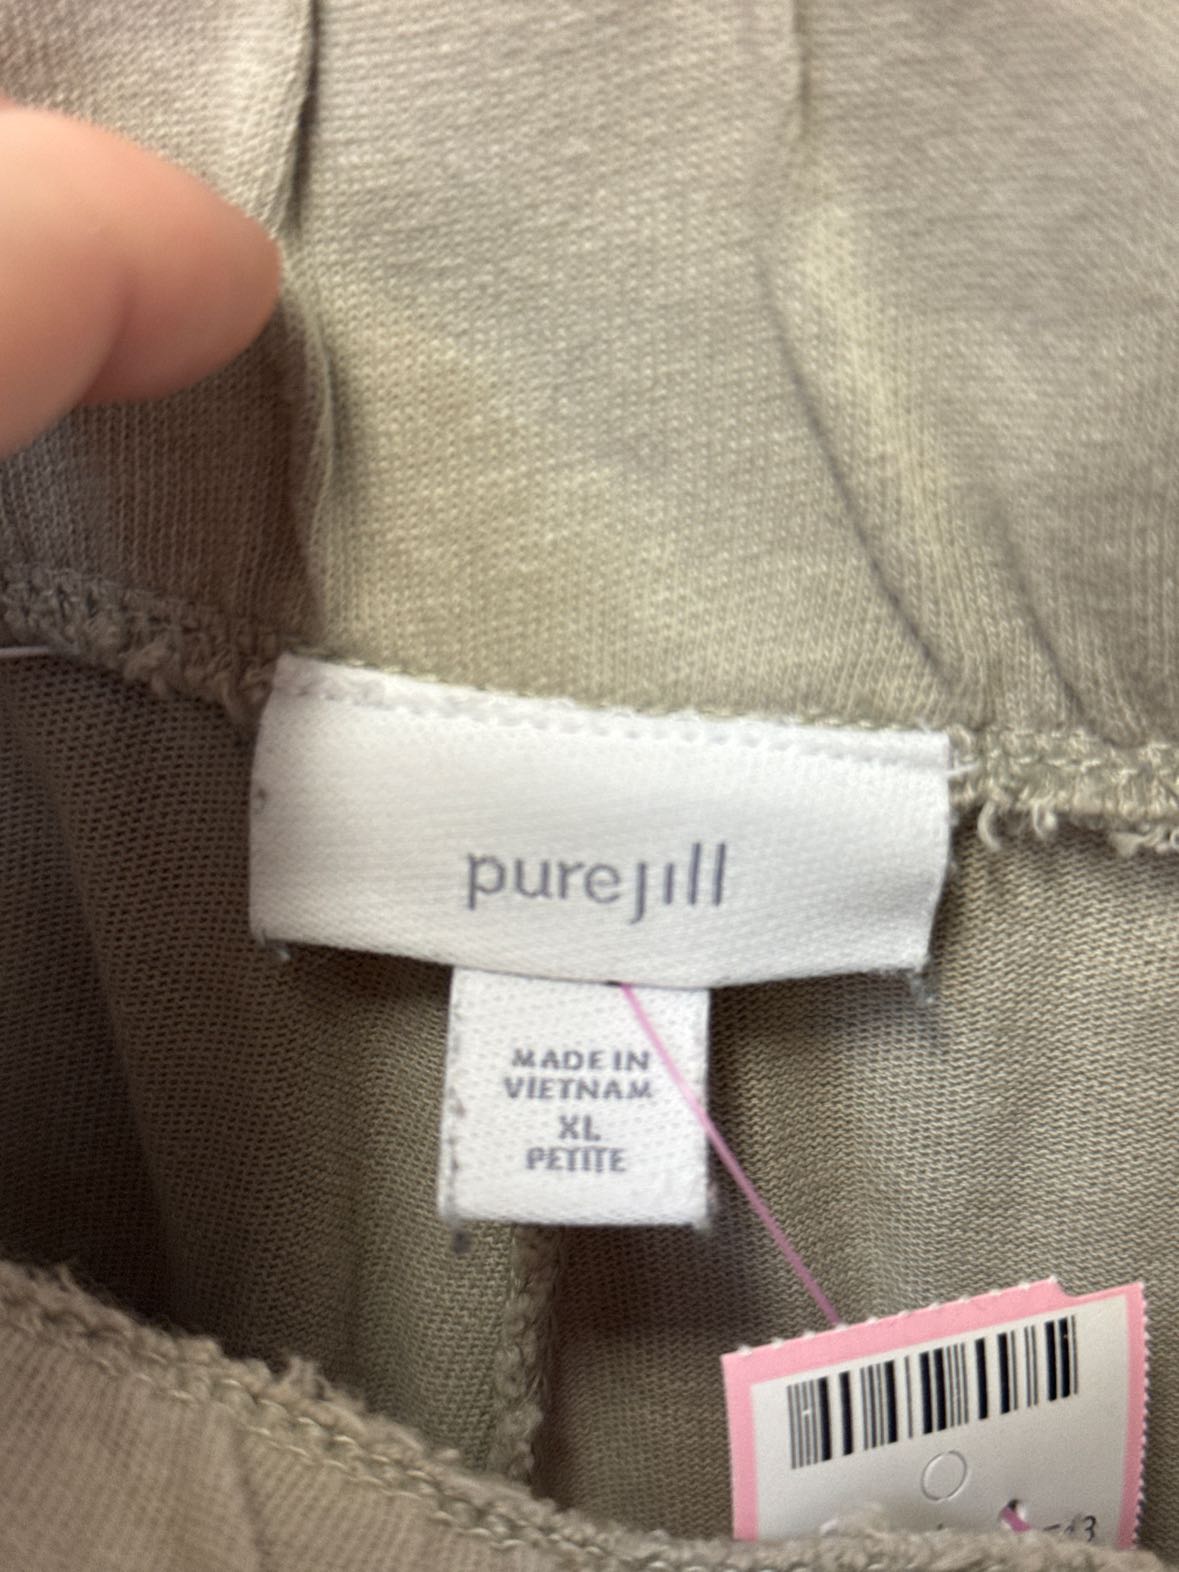 purejill
MADE IN
VIETNAM
XL
PETITE